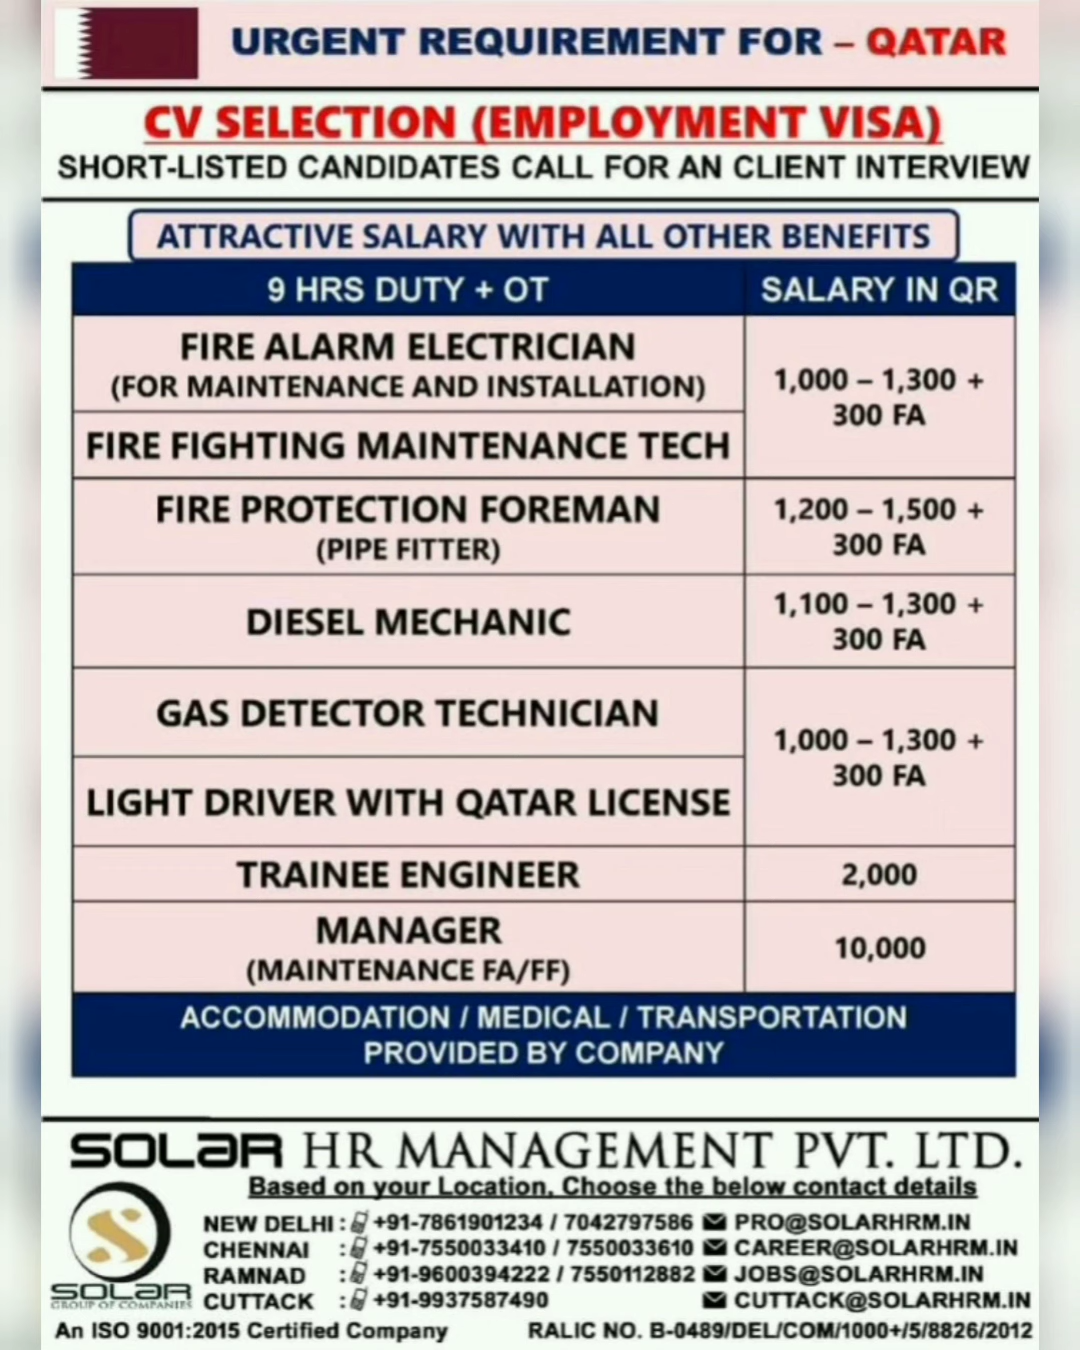 URGENT REQUIREMENT FOR – QATAR
CV SELECTION (EMPLOYMENT VISA)
SHORT-LISTED CANDIDATES CALL FOR AN CLIENT INTERVIEW
ATTRACTIVE SALARY WITH ALL OTHER BENEFITS
9 HRS DUTY + OT SALARY IN QR
FIRE ALARM ELECTRICIAN
(FOR MAINTENANCE AND INSTALLATION)
FIRE FIGHTING MAINTENANCE TECH
1,000 – 1,300 +
300 FA
FIRE PROTECTION FOREMAN
(PIPE FITTER)
1,200 – 1,500 +
300 FA
DIESEL MECHANIC
1,100 – 1,300 +
300 FA
GAS DETECTOR TECHNICIAN
LIGHT DRIVER WITH QATAR LICENSE
1,000 – 1,300 +
300 FA
TRAINEE ENGINEER 2,000
MANAGER
(MAINTENANCE FA/FF)
10,000
ACCOMMODATION / MEDICAL / TRANSPORTATION
PROVIDED BY COMPANY
SOLAR HR MANAGEMENT PVT. LTD.
Based on your Location, Choose the below contact details
NEW DELHI : +91-7861901234 / 7042797586 PRO@SOLARHRM.IN
CHENNAI : +91-7550033410 / 7550033610 CAREER@SOLARHRM.IN
RAMNAD : +91-9600394222 / 7550112882 JOBS@SOLARHRM.IN
CUTTACK : +91-9937587490 CUTTACK@SOLARHRM.IN
S
SOLAR
GROUP OF COMPANIES
An ISO 9001:2015 Certified Company RALIC NO. B-0489/DEL/COM/1000+/5/8826/2012